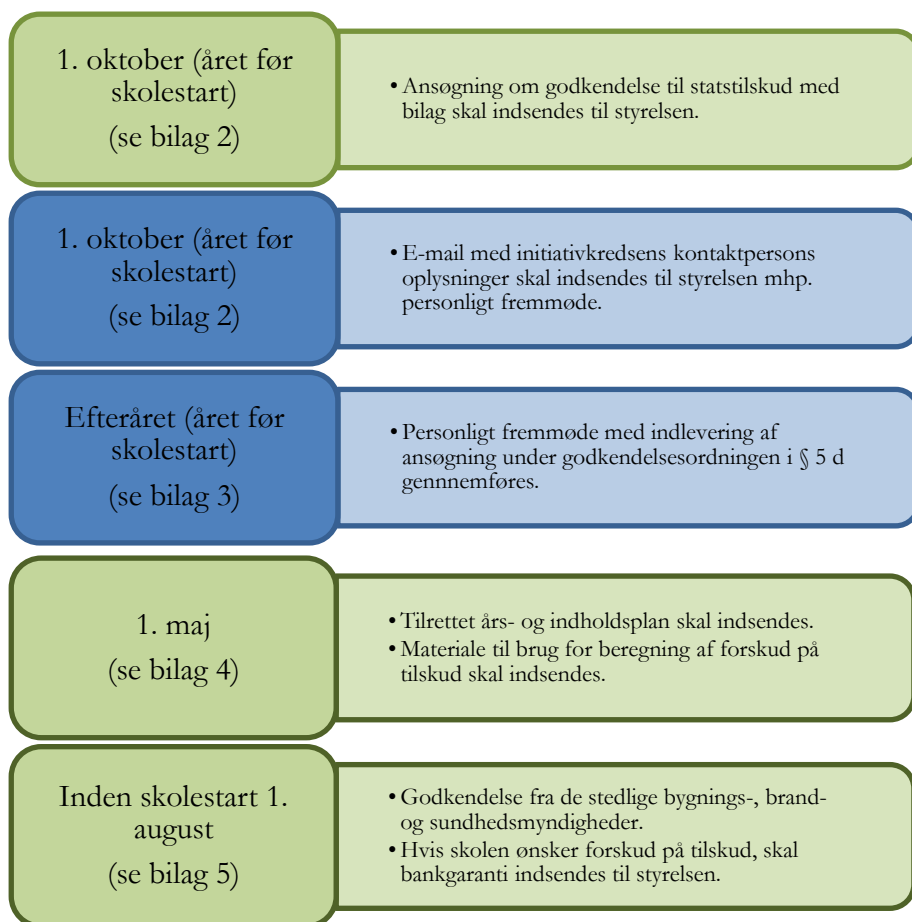 1. oktober (året før
skolestart)
(se bilag 2)
• Ansøgning om godkendelse til statstilskud med
bilag skal indsendes til styrelsen.
1. oktober (året før
skolestart)
(se bilag 2)
• E-mail med initiativkredsens kontaktpersons
oplysninger skal indsendes til styrelsen mhp.
personligt fremmøde.
Efteråret (året før
skolestart)
(se bilag 3)
• Personligt fremmøde med indlevering af
ansøgning under godkendelsesordningen i § 5 d
gennnemføres.
1. maj
(se bilag 4)
• Tilrettet års- og indholdsplan skal indsendes.
• Materiale til brug for beregning af forskud på
tilskud skal indsendes.
Inden skolestart 1.
august
(se bilag 5)
• Godkendelse fra de stedlige bygnings-, brand-
og sundhedsmyndigheder.
• Hvis skolen ønsker forskud på tilskud, skal
bankgaranti indsendes til styrelsen.